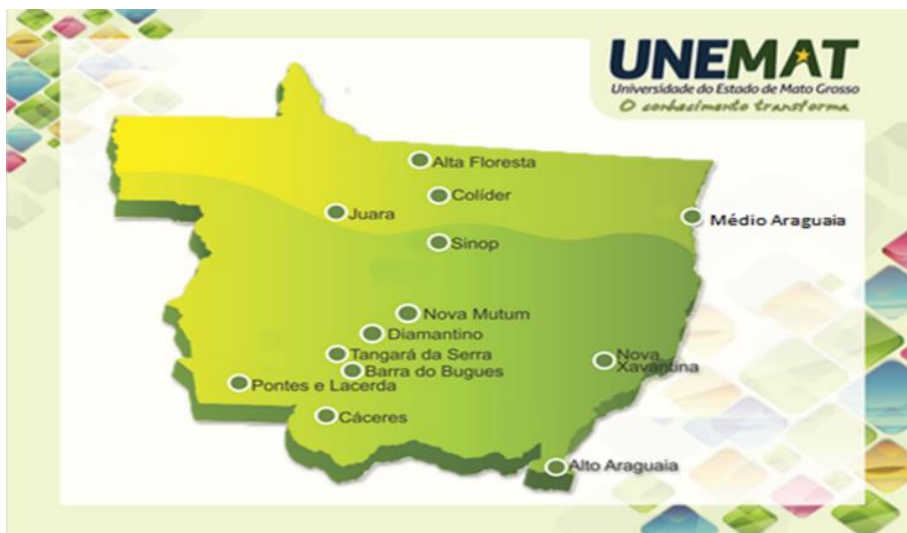 UNEMAT
Universidade do Estado de Mato Grosso
O conhecimento transforma
Alta Floresta
Colíder
Juara
Médio Araguaia
Sinop
Nova Mutum
Diamantino
Tangará da Serra
Nova
Xavantina
Barra do Bugues
Pontes e Lacerda
Cáceres
Alto Araguaia